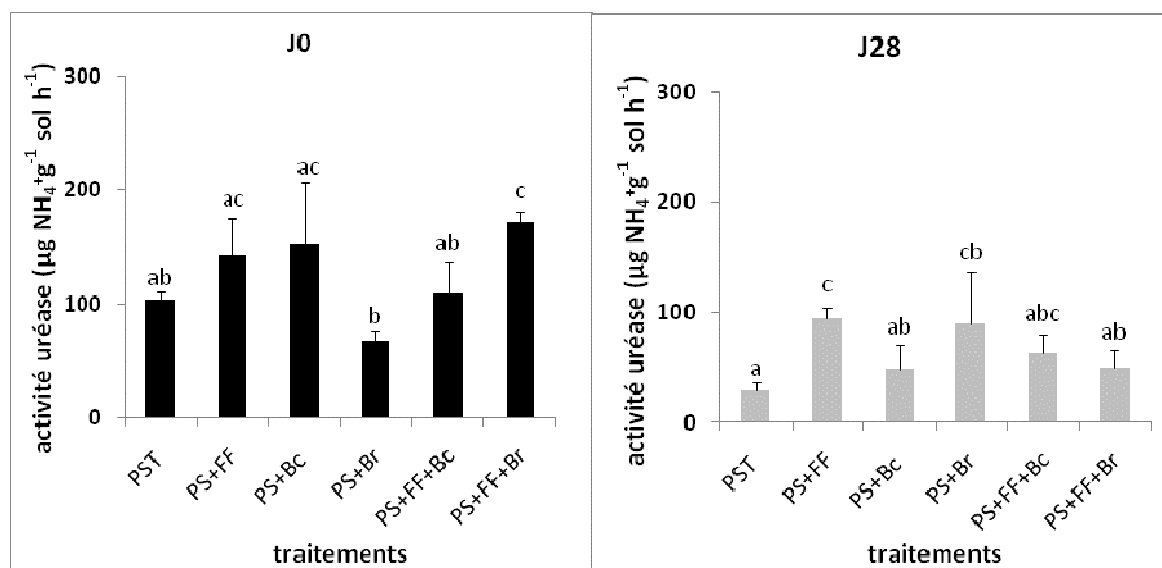 J0
activité uréase (µg NH₄⁺g⁻¹ sol h⁻¹)
300
200
100
0
ab
ac
ac
b
ab
c
PST
PS+FF
PS+Bc
PS+Br
PS+FF+Bc
PS+FF+Br
traitements
J28
activité uréase (µg NH₄⁺g⁻¹ sol h⁻¹)
300
200
100
0
a
c
ab
cb
abc
ab
PST
PS+FF
PS+Bc
PS+Br
PS+FF+Bc
PS+FF+Br
traitements